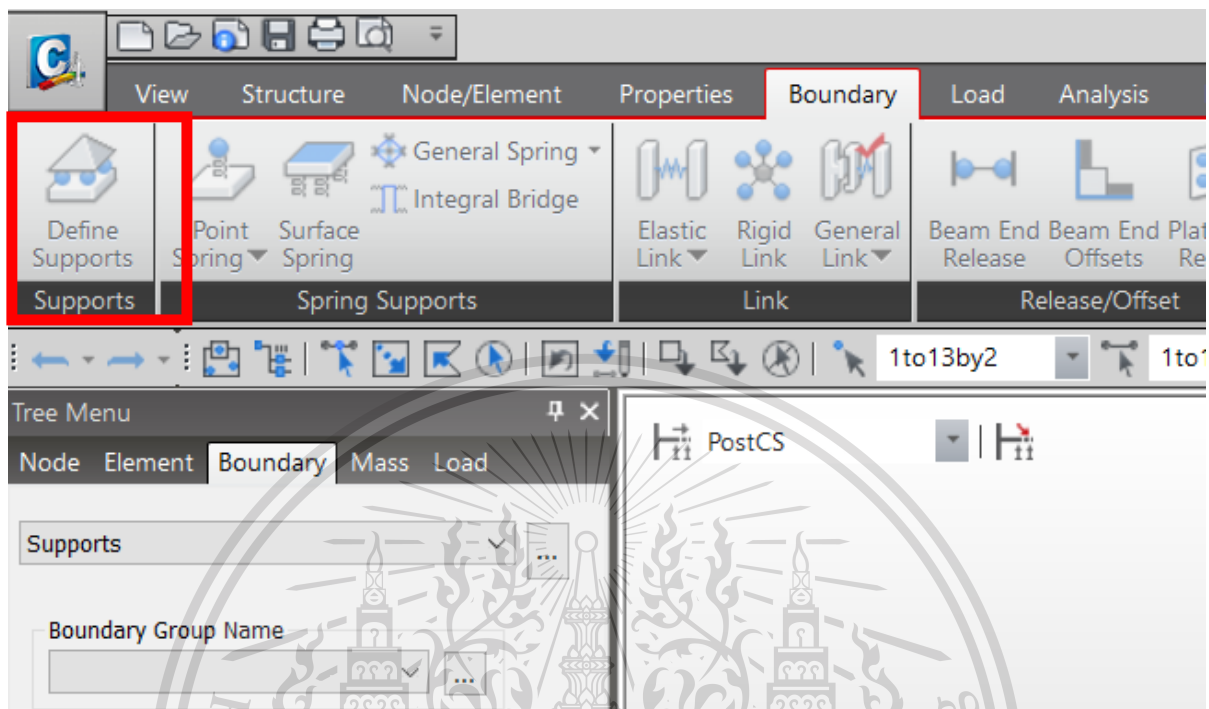 View Structure Node/Element Properties Boundary Load Analysis
General Spring
Integral Bridge
Define Supports
Point Spring
Surface Spring
Elastic Link
Rigid Link
General Link
Beam End Release
Beam End Offsets
Supports Spring Supports Link Release/Offset
1to13by2
Tree Menu
Node Element Boundary Mass Load
PostCS
Supports
...
Boundary Group Name
...